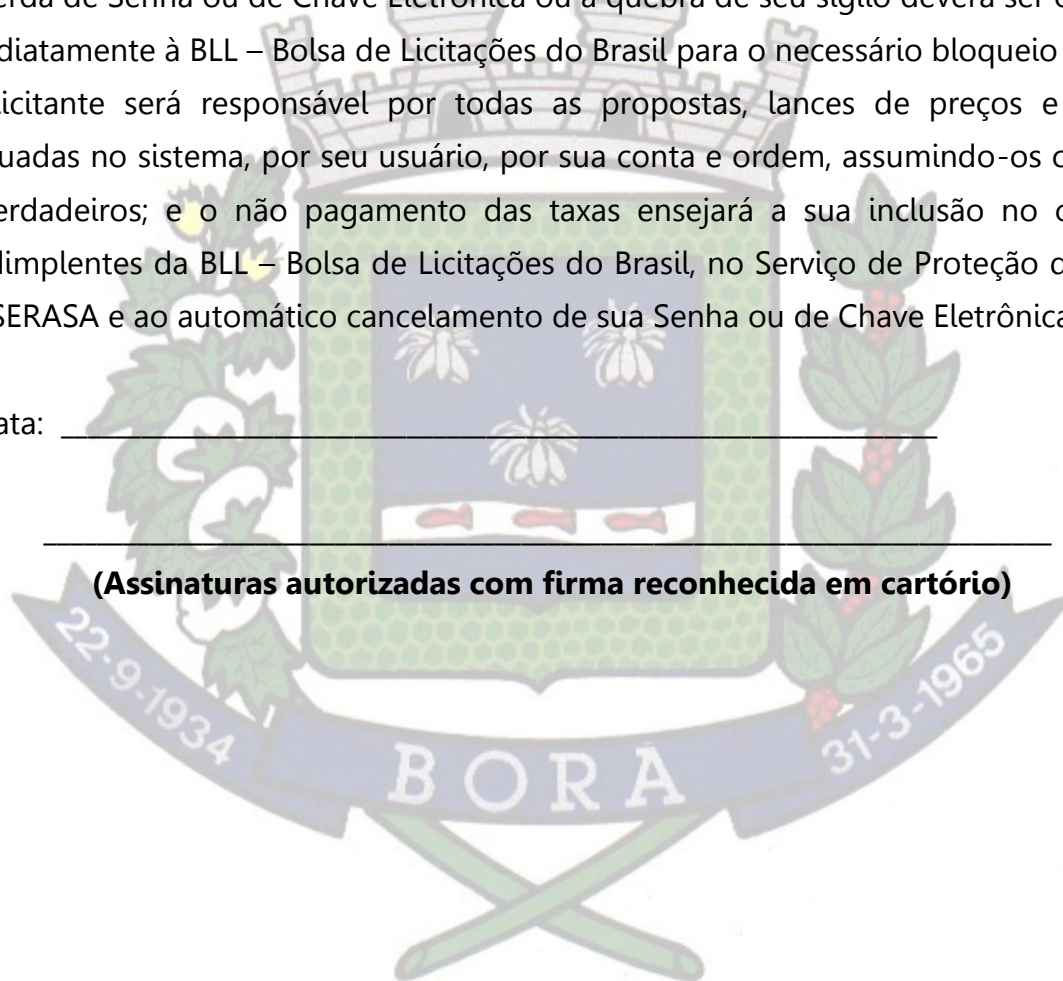 erda de Senha ou de Chave Eletrônica ou a quebra de seu sigilo deverá ser c
diatamente à BLL – Bolsa de Licitações do Brasil para o necessário bloqueio
icitante será responsável por todas as propostas, lances de preços e
uadas no sistema, por seu usuário, por sua conta e ordem, assumindo-os c
erdadeiros; e o não pagamento das taxas ensejará a sua inclusão no c
dimplentes da BLL – Bolsa de Licitações do Brasil, no Serviço de Proteção d
SERASA e ao automático cancelamento de sua Senha ou de Chave Eletrônica
ata: ___
___
(Assinaturas autorizadas com firma reconhecida em cartório)
22-9-1934
BORÁ
31-3-1965